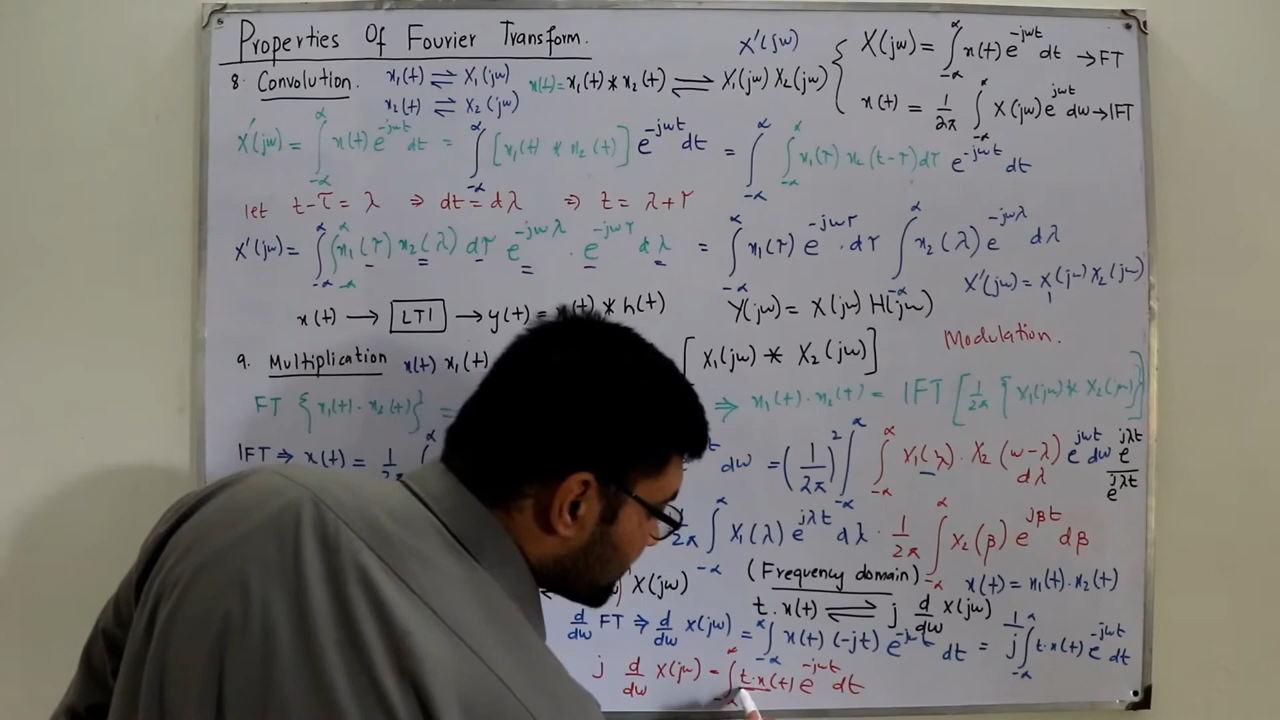 Properties Of Fourier Transform.
X'(jω)
X(jω) = ∫_{-∝}^{∝} x(t) e^{-jωt} dt → FT
x(t) = 1/2π ∫_{-∝}^{∝} X(jω) e^{jωt} dω → IFT
8. Convolution. x₁(t) ⇌ X₁(jω)
x₂(t) ⇌ X₂(jω)
x(t) = x₁(t) * x₂(t) ⇌ X₁(jω) X₂(jω)
X'(jω) = ∫_{-∝}^{∝} x(t) e^{-jωt} dt = ∫_{-∝}^{∝} [x₁(t) * x₂(t)] e^{-jωt} dt = ∫_{-∝}^{∝} ∫_{-∝}^{∝} x₁(τ) x₂(t-τ) dτ e^{-jωt} dt
let t-τ = λ ⇒ dt = dλ ⇒ t = λ+τ
X'(jω) = ∫_{-∝}^{∝} ∫_{-∝}^{∝} x₁(τ) x₂(λ) dτ e^{-jωλ} . e^{-jωτ} dλ = ∫_{-∝}^{∝} x₁(τ) e^{-jωτ} . dτ ∫_{-∝}^{∝} x₂(λ) e^{-jωλ} dλ
X'(jω) = X₁(jω) X₂(jω)
x(t) → LTI → y(t) = x(t) * h(t) Y(jω) = X(jω) H(jω)
Modulation.
9. Multiplication x(t) x₁(t) [X₁(jω) * X₂(jω)]
FT {x₁(t) . x₂(t)} = ⇒ x₁(t) . x₂(t) = IFT [1/2π [X₁(jω) * X₂(jω)]]
IFT ⇒ x(t) = 1/2π dω = (1/2π)² ∫_{-∝}^{∝} ∫_{-∝}^{∝} X₁(λ) . X₂(ω-λ) dλ e^{jωt} dω e^{jλt}/e^{jλt}
1/2π ∫_{-∝}^{∝} X₁(λ) e^{jλt} dλ . 1/2π ∫_{-∝}^{∝} X₂(β) e^{jβt} dβ
X(jω) (Frequency domain) x(t) = x₁(t) . x₂(t)
t . x(t) ⇌ j d/dω X(jω)
d/dω FT ⇒ d/dω X(jω) = ∫_{-∝}^{∝} x(t) (-jt) e^{-jωt} dt = 1/j ∫_{-∝}^{∝} t . x(t) e^{-jωt} dt
j d/dω X(jω) = ∫_{-∝}^{∝} t . x(t) e^{-jωt} dt